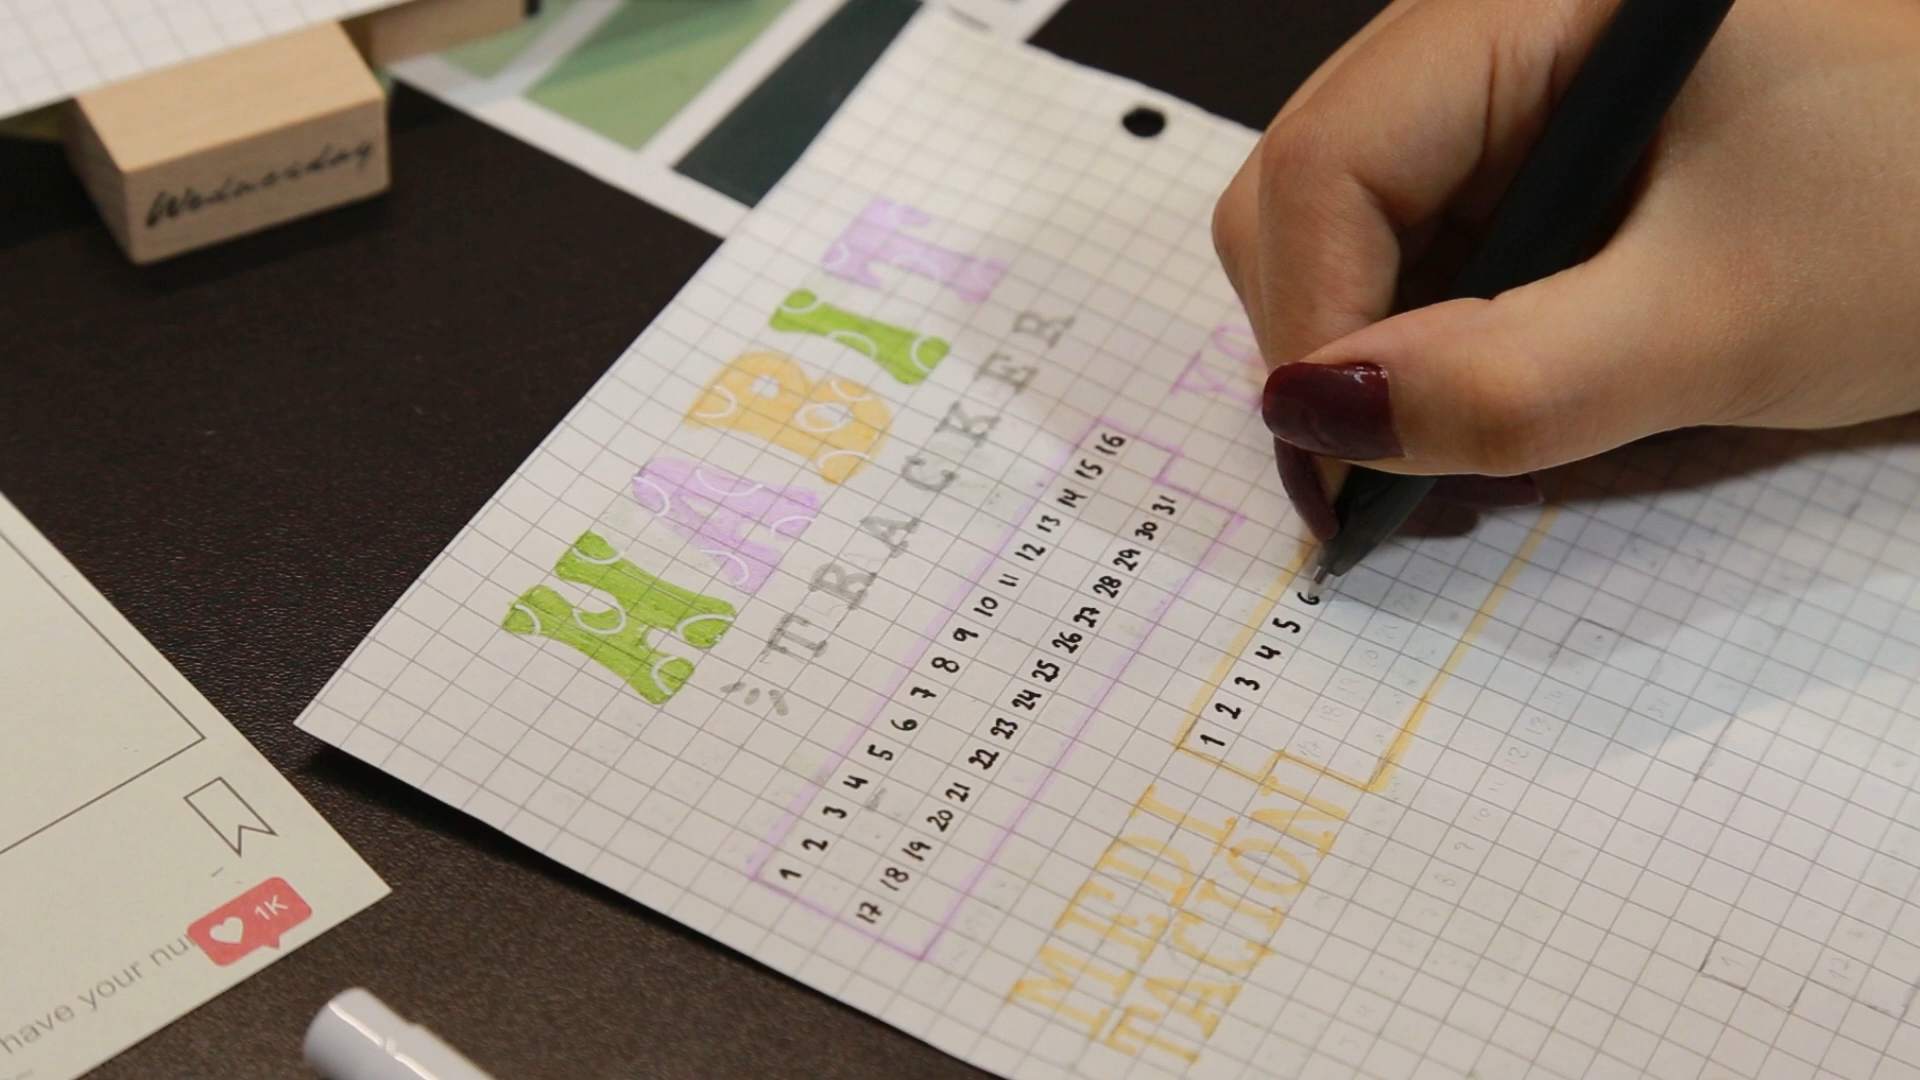 Wednesday
HABIT
TRACKER
1 2 3 4 5 6 7 8 9 10 11 12 13 14 15 16
17 18 19 20 21 22 23 24 25 26 27 28 29 30 31
YO
1 2 3 4 5 6
MEDI
TACIÓN
1K
have your